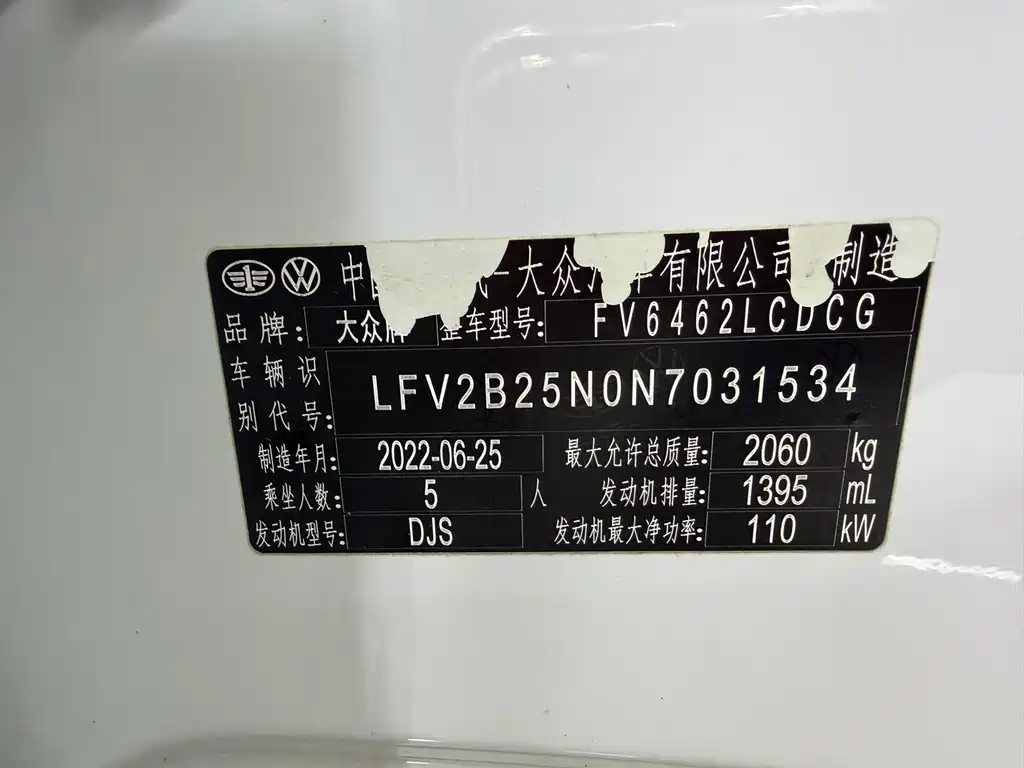 中 一大众汽车有限公司 制造
品牌: 大众牌 整车型号: FV6462LCDCG
车辆识别代号: LFV2B25N0N7031534
制造年月: 2022-06-25 最大允许总质量: 2060 kg
乘坐人数: 5 人 发动机排量: 1395 mL
发动机型号: DJS 发动机最大净功率: 110 kW